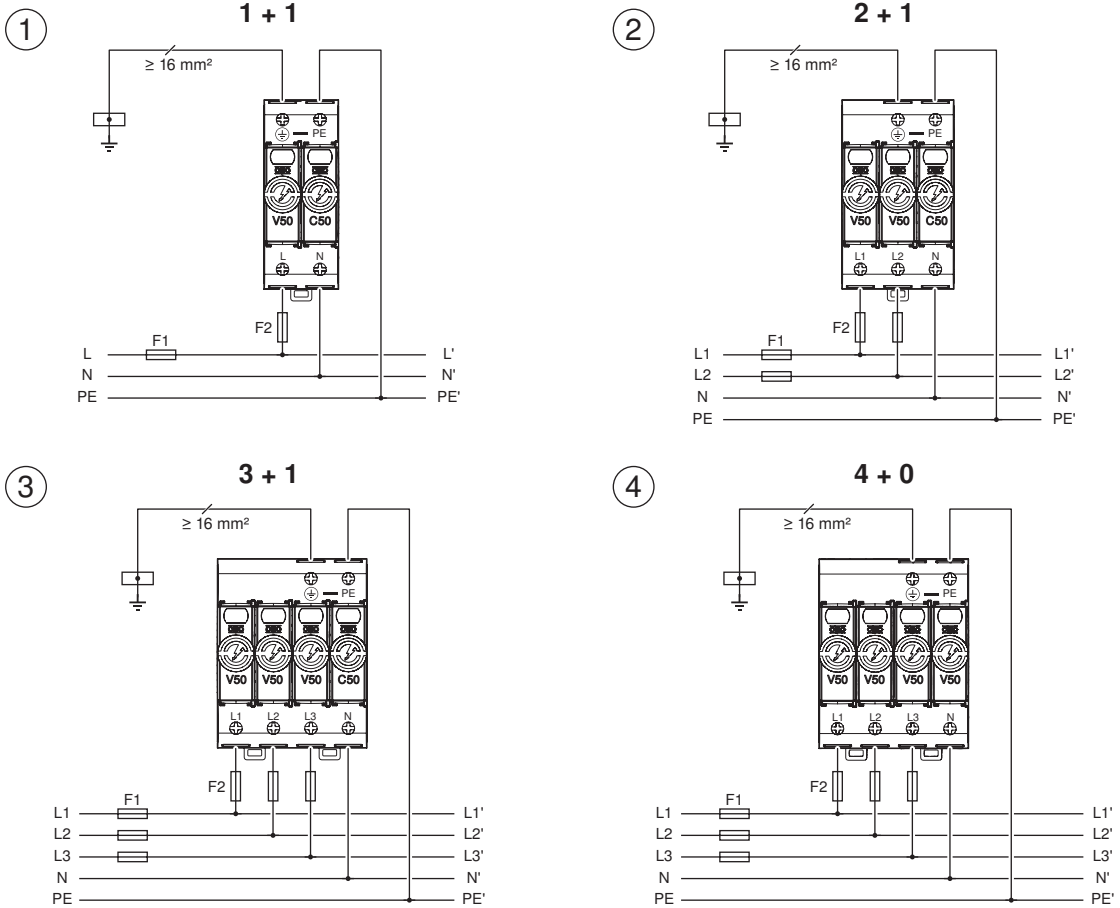 1
1 + 1
≥ 16 mm²
PE
V50 C50
L N
F2
F1
L L'
N N'
PE PE'
2
2 + 1
≥ 16 mm²
PE
V50 V50 C50
L1 L2 N
F2
F1
L1 L1'
L2 L2'
N N'
PE PE'
3
3 + 1
≥ 16 mm²
PE
V50 V50 V50 C50
L1 L2 L3 N
F2
F1
L1 L1'
L2 L2'
L3 L3'
N N'
PE PE'
4
4 + 0
≥ 16 mm²
PE
V50 V50 V50 V50
L1 L2 L3 N
F2
F1
L1 L1'
L2 L2'
L3 L3'
N N'
PE PE'